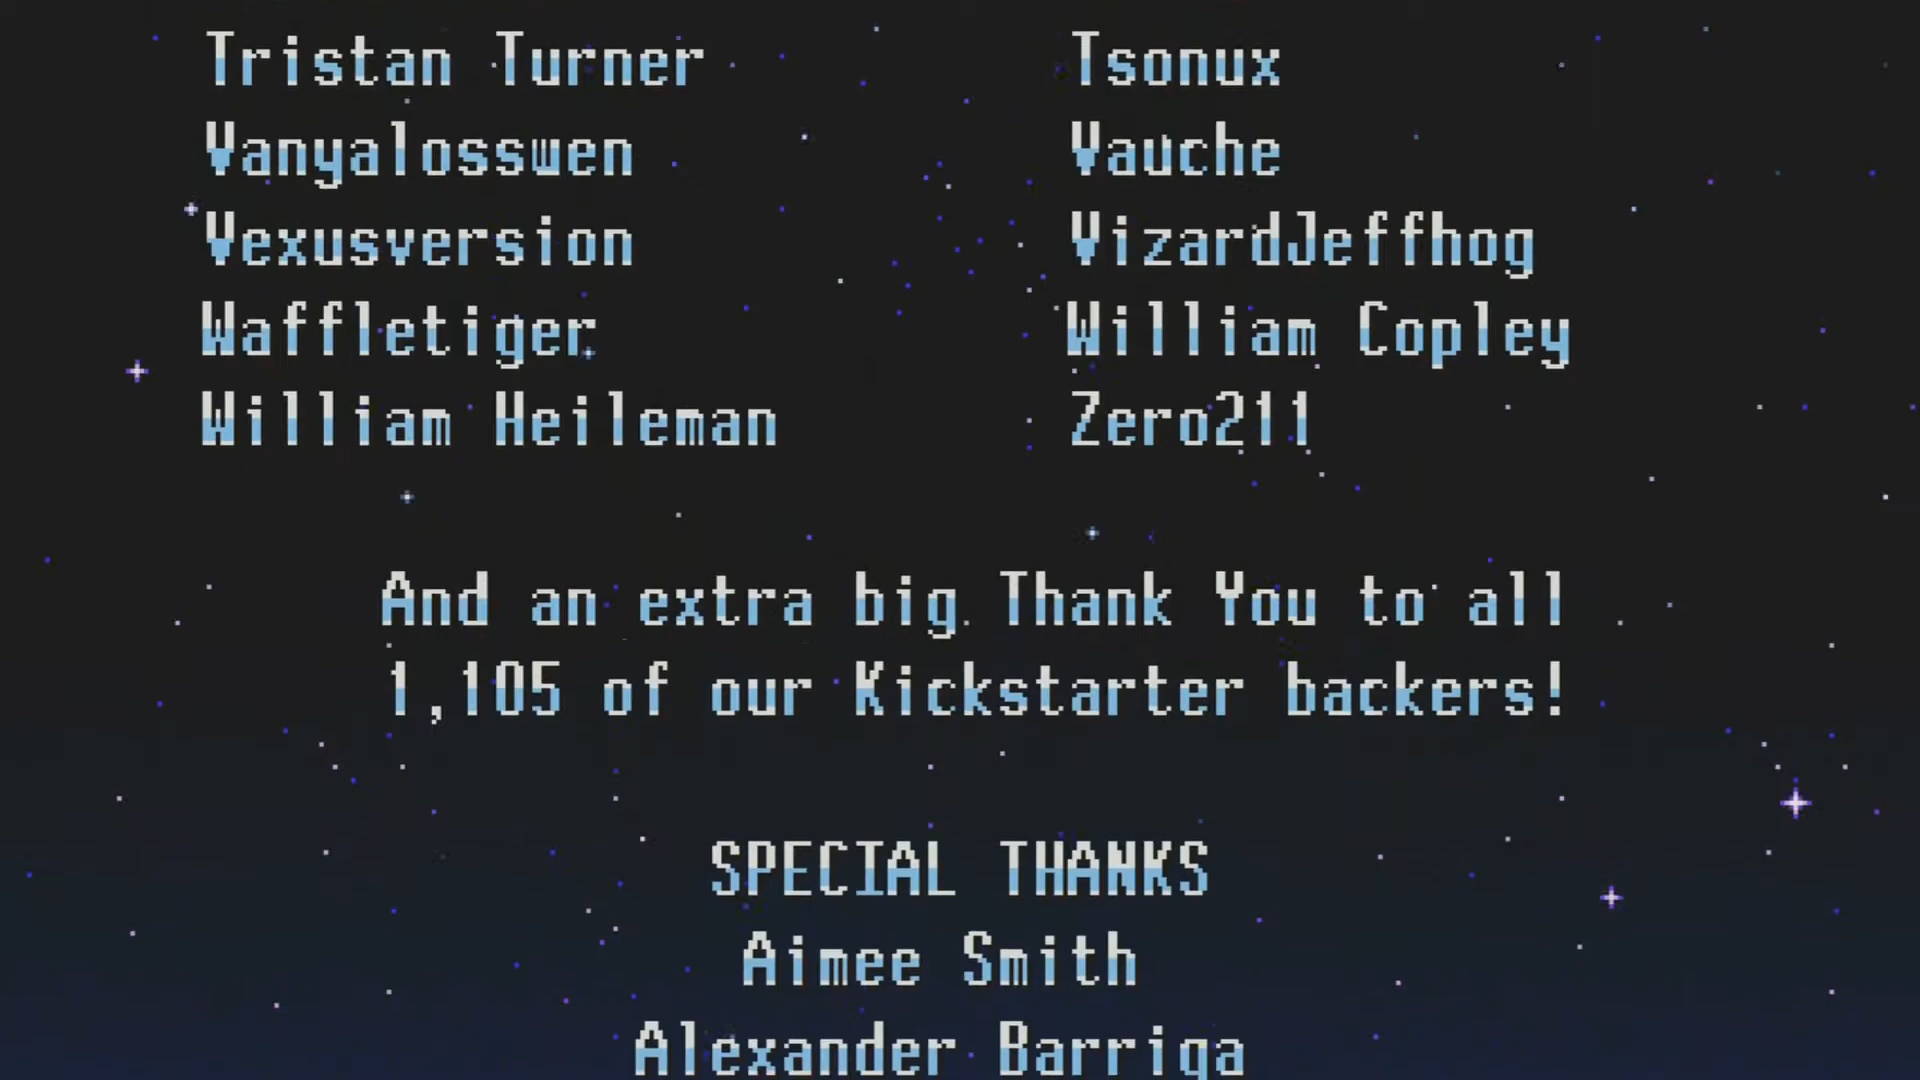 Tristan Turner Tsonux
Vanyalosswen Vauche
Vexusversion VizardJeffhog
Waffletiger William Copley
William Heileman Zero211
And an extra big Thank You to all
1,105 of our Kickstarter backers!
SPECIAL THANKS
Aimee Smith
Alexander Barriga